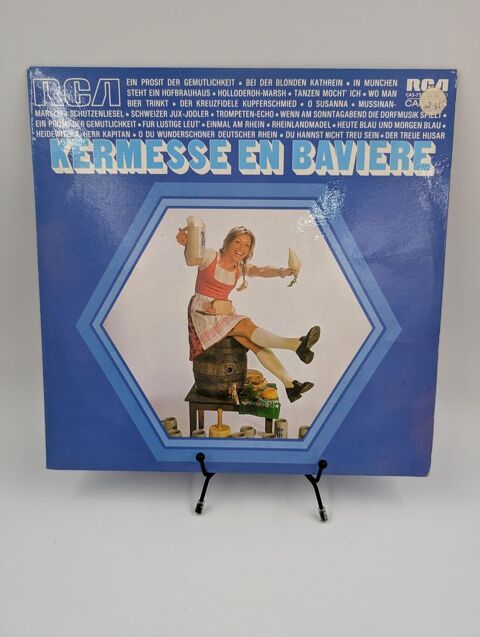 RCA
EIN PROSIT DER GEMUTLICHKEIT • BEI DER BLONDEN KATHREIN • IN MUNCHEN
STEHT EIN HOFBRAUHAUS • HOLLODEROH-MARSH • TANZEN MOCHT' ICH • WO MAN
BIER TRINKT • DER KREUZFIDELE KUPFERSCHMIED • O SUSANNA • MUSSINAN-
MARSCH • SCHUTZENLIESEL • SCHWEIZER JUX-JODLER • TROMPETEN-ECHO • WENN AM SONNTAGABEND DIE DORFMUSIK SPIELT •
EIN PROSIT DER GEMUTLICHKEIT • FUR LUSTIGE LEUT' • EINMAL AM RHEIN • RHEINLANDMADEL • HEUTE BLAU UND MORGEN BLAU •
HEIDEWITZKA, HERR KAPITAN • O DU WUNDERSCHONER DEUTSCHER RHEIN • DU HANNST NICHT TREU SEIN • DER TREUE HUSAR
RCA
KERMESSE EN BAVIERE